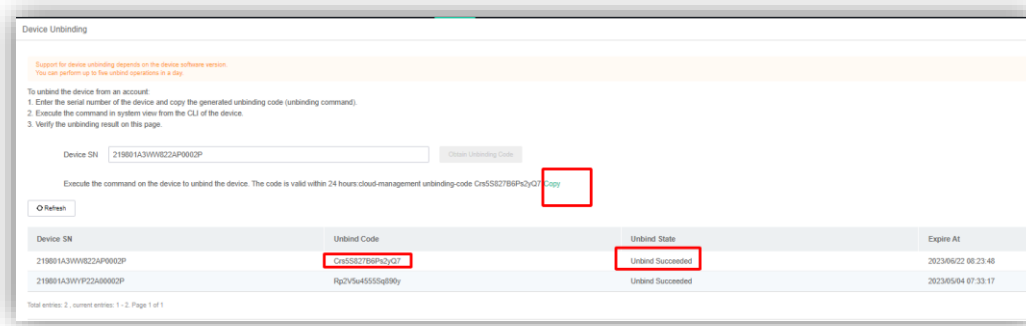 Device Unbinding
Support for device unbinding depends on the device software version.
You can perform up to five unbind operations in a day.
To unbind the device from an account:
1. Enter the serial number of the device and copy the generated unbinding code (unbinding command).
2. Execute the command in system view from the CLI of the device.
3. Verify the unbinding result on this page.
Device SN 219801A3WW822AP0002P Obtain Unbinding Code
Execute the command on the device to unbind the device. The code is valid within 24 hours:cloud-management unbinding-code Crs5S827B6Ps2yQ7 Copy
Refresh
Device SN Unbind Code Unbind State Expire At
219801A3WW822AP0002P Crs5S827B6Ps2yQ7 Unbind Succeeded 2023/06/22 08:23:48
219801A3WYP22A00002P Unbind Succeeded 2023/05/04 07:33:17
Total entries: 2 , current entries: 1 - 2, Page 1 of 1